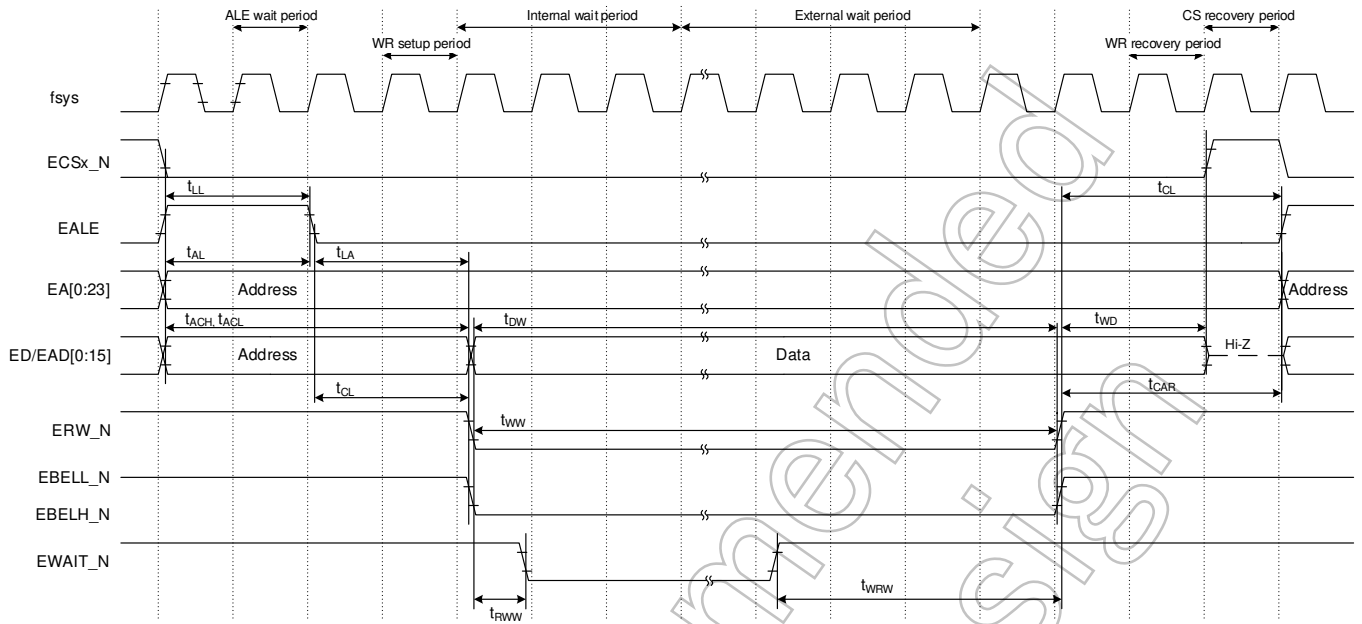 ALE wait period
Internal wait period
External wait period
CS recovery period
WR setup period
WR recovery period
fsys
ECSx_N
tLL
tCL
EALE
tAL
tLA
EA[0:23]
Address
Address
tACH, tACL
tDW
tWD
ED/EAD[0:15]
Address
Data
Hi-Z
tCL
tCAR
ERW_N
tWW
EBELL_N
EBELH_N
EWAIT_N
tRWW
tWRW
mended
sign